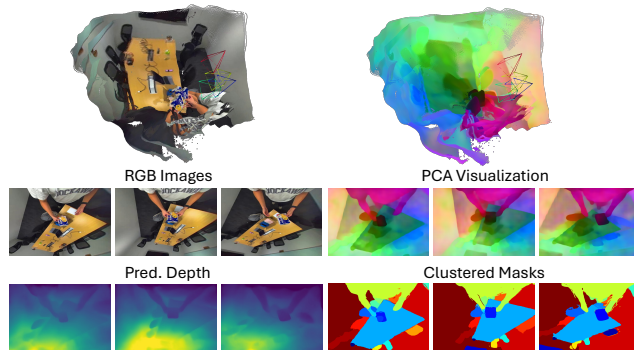 RGB Images
PCA Visualization
Pred. Depth
Clustered Masks